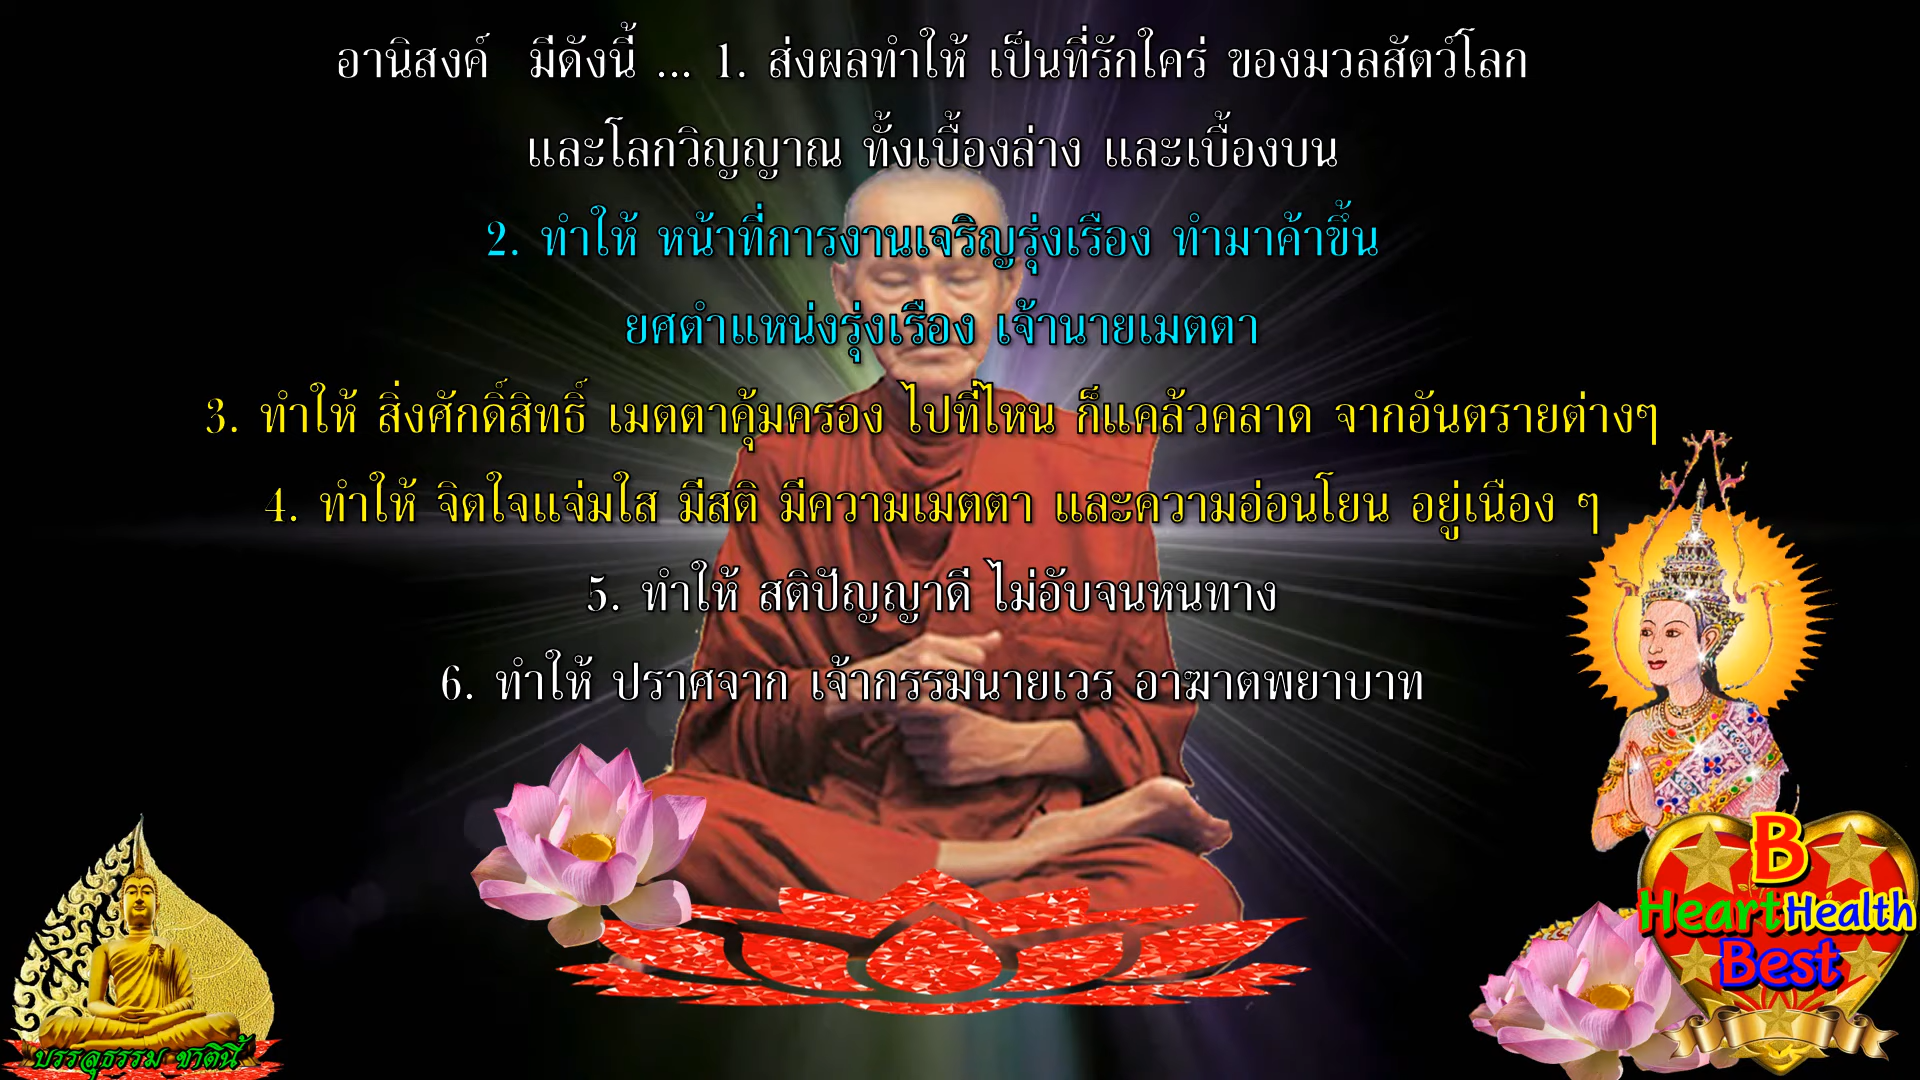 อานิสงค์ มีดังนี้ ... 1. ส่งผลทำให้ เป็นที่รักใคร่ ของมวลสัตว์โลก
และโลกวิญญาณ ทั้งเบื้องล่าง และเบื้องบน
2. ทำให้ หน้าที่การงานเจริญรุ่งเรือง ทำมาค้าขึ้น
ยศตำแหน่งรุ่งเรือง เจ้านายเมตตา
3. ทำให้ สิ่งศักดิ์สิทธิ์ เมตตาคุ้มครอง ไปที่ไหน ก็แคล้วคลาด จากอันตรายต่างๆ
4. ทำให้ จิตใจแจ่มใส มีสติ มีความเมตตา และความอ่อนโยน อยู่เนือง ๆ
5. ทำให้ สติปัญญาดี ไม่อับจนหนทาง
6. ทำให้ ปราศจาก เจ้ากรรมนายเวร อาฆาตพยาบาท
B
Heart Health
Best
บรรลุธรรม ชาตินี้